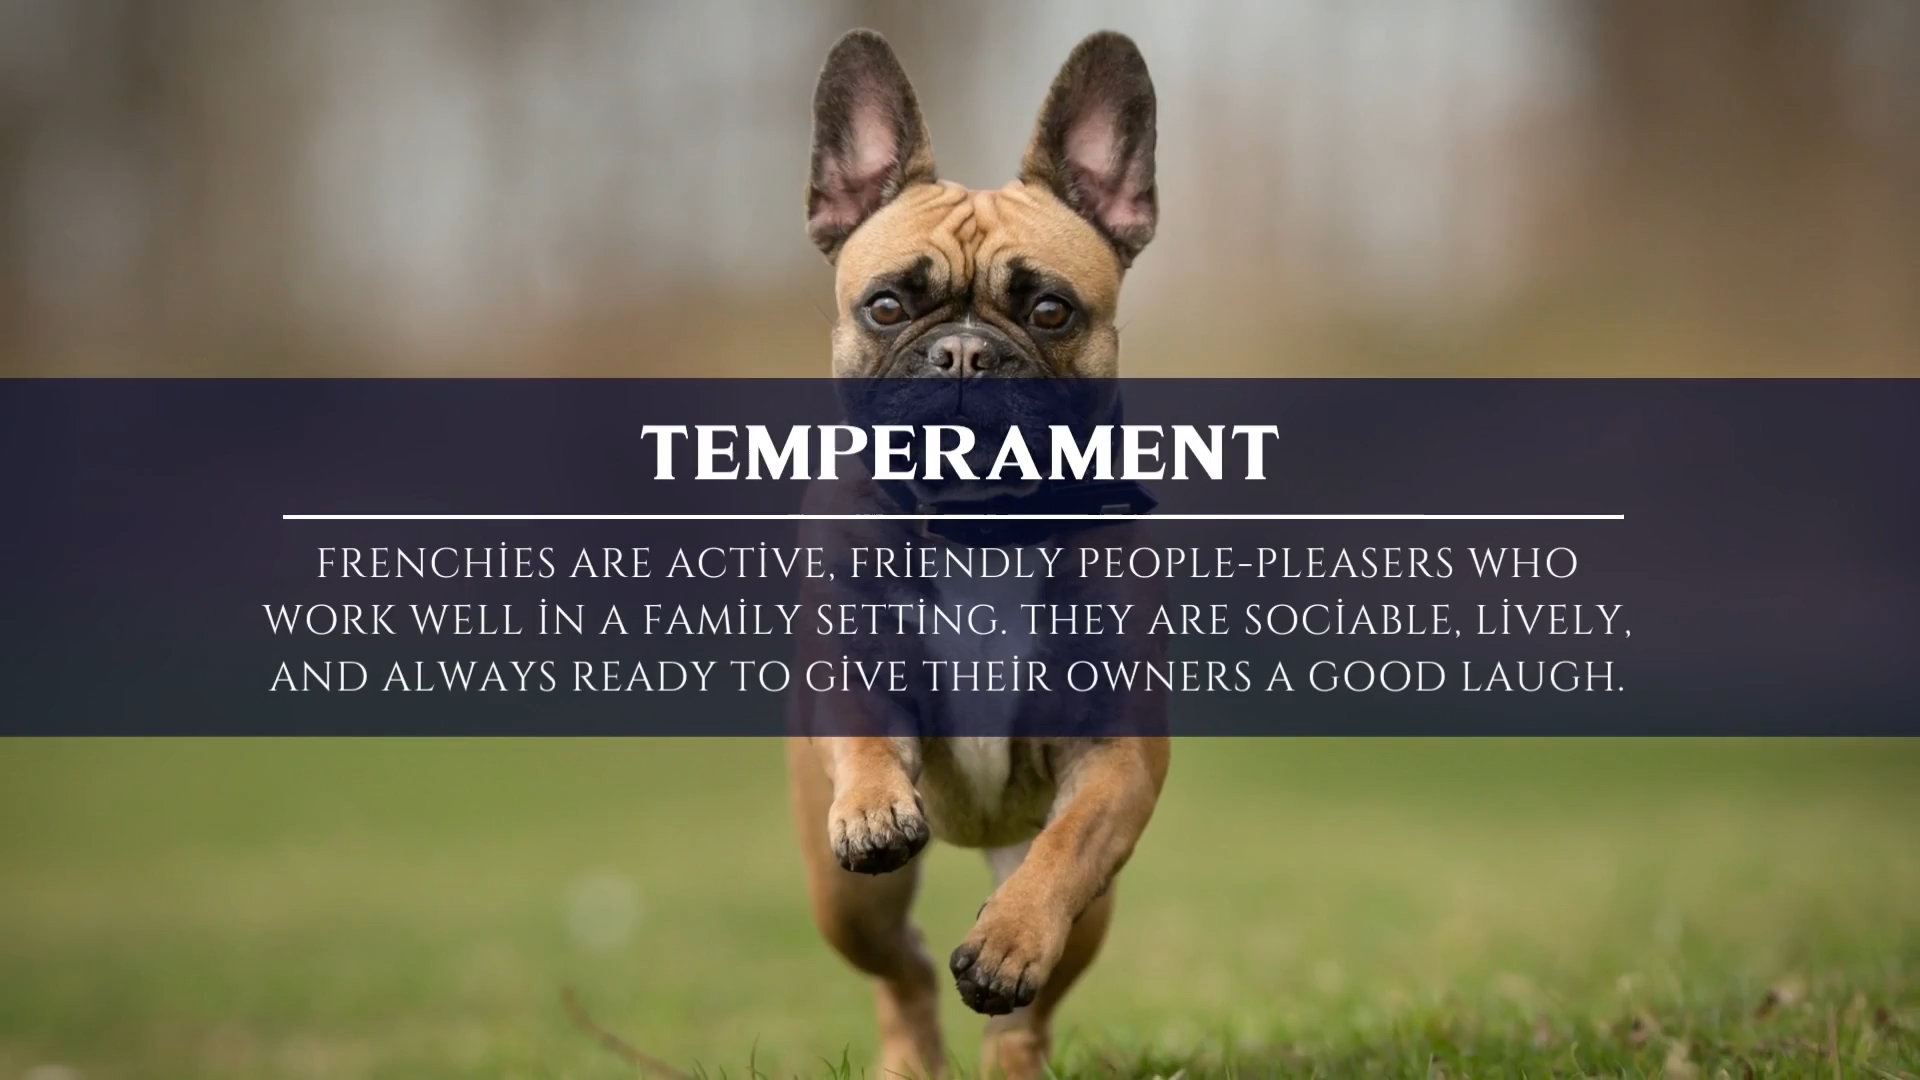 TEMPERAMENT
FRENCHİES ARE ACTİVE, FRİENDLY PEOPLE-PLEASERS WHO
WORK WELL İN A FAMİLY SETTİNG. THEY ARE SOCİABLE, LİVELY,
AND ALWAYS READY TO GİVE THEİR OWNERS A GOOD LAUGH.